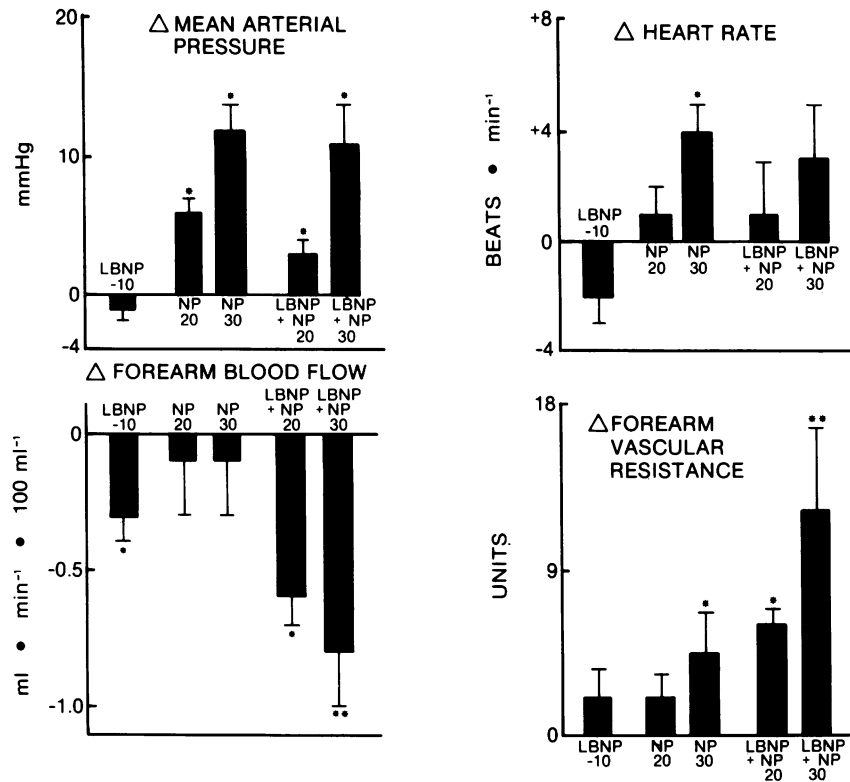 △ MEAN ARTERIAL
PRESSURE
mmHg
20
10
0
-4
LBNP
-10
*
NP
20
*
NP
30
*
LBNP
+ NP
20
*
LBNP
+ NP
30
△ HEART RATE
BEATS • min⁻¹
+8
+4
0
-4
LBNP
-10
NP
20
*
NP
30
LBNP
+ NP
20
LBNP
+ NP
30
△ FOREARM BLOOD FLOW
ml • min⁻¹ • 100 ml⁻¹
0
-0.5
-1.0
LBNP
-10
*
NP
20
NP
30
LBNP
+ NP
20
*
LBNP
+ NP
30
**
△ FOREARM
VASCULAR
RESISTANCE
UNITS
18
9
0
LBNP
-10
NP
20
*
NP
30
*
LBNP
+ NP
20
**
LBNP
+ NP
30